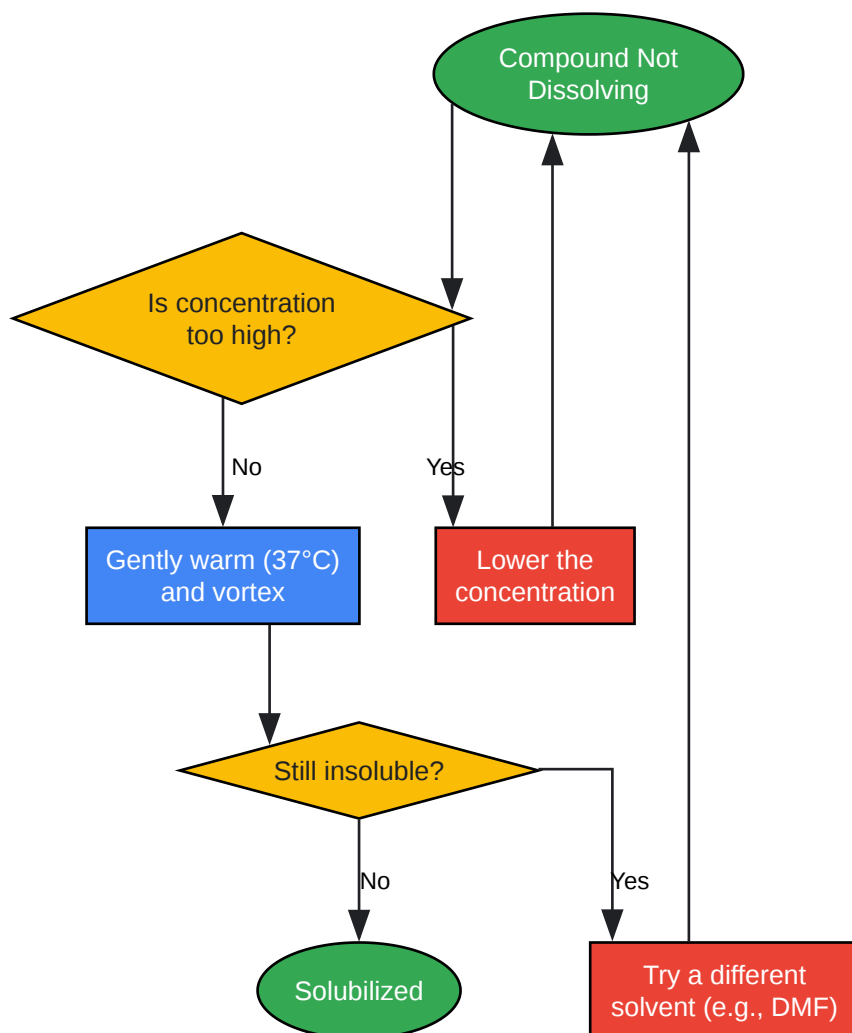 Compound Not
Dissolving
Is concentration
too high?
No
Yes
Gently warm (37°C)
and vortex
Lower the
concentration
Still insoluble?
No
Yes
Solubilized
Try a different
solvent (e.g., DMF)